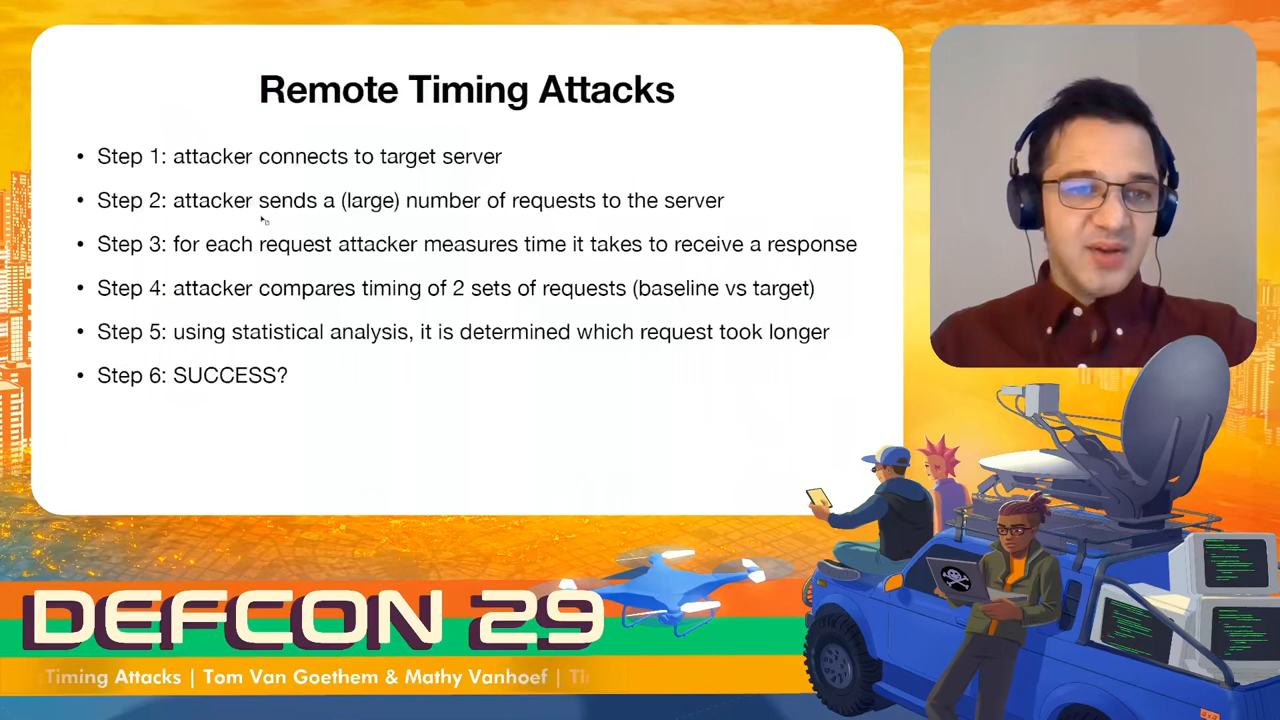 Remote Timing Attacks
• Step 1: attacker connects to target server
• Step 2: attacker sends a (large) number of requests to the server
• Step 3: for each request attacker measures time it takes to receive a response
• Step 4: attacker compares timing of 2 sets of requests (baseline vs target)
• Step 5: using statistical analysis, it is determined which request took longer
• Step 6: SUCCESS?
DEFCON 29
Timing Attacks | Tom Van Goethem & Mathy Vanhoef |